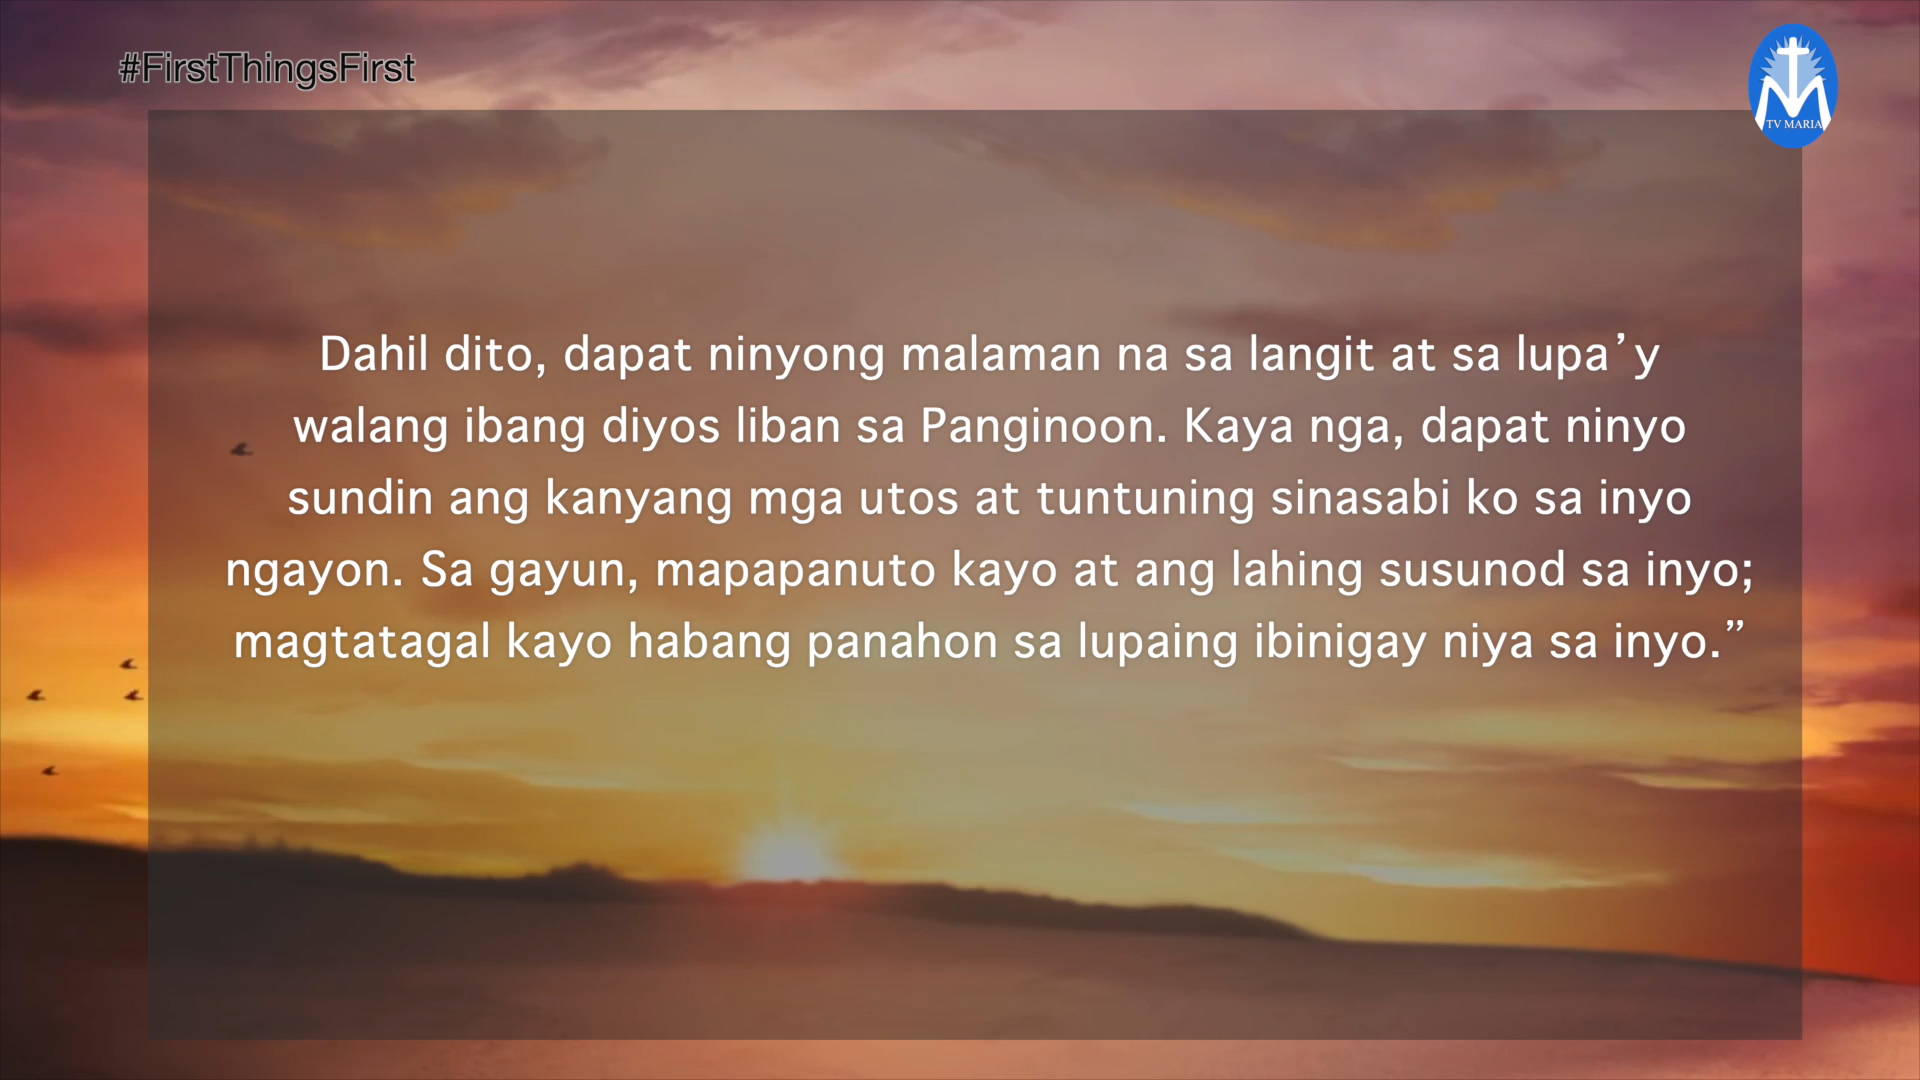 #FirstThingsFirst
TV MARIA
Dahil dito, dapat ninyong malaman na sa langit at sa lupa’y
walang ibang diyos liban sa Panginoon. Kaya nga, dapat ninyo
sundin ang kanyang mga utos at tuntuning sinasabi ko sa inyo
ngayon. Sa gayun, mapapanuto kayo at ang lahing susunod sa inyo;
magtatagal kayo habang panahon sa lupaing ibinigay niya sa inyo.”